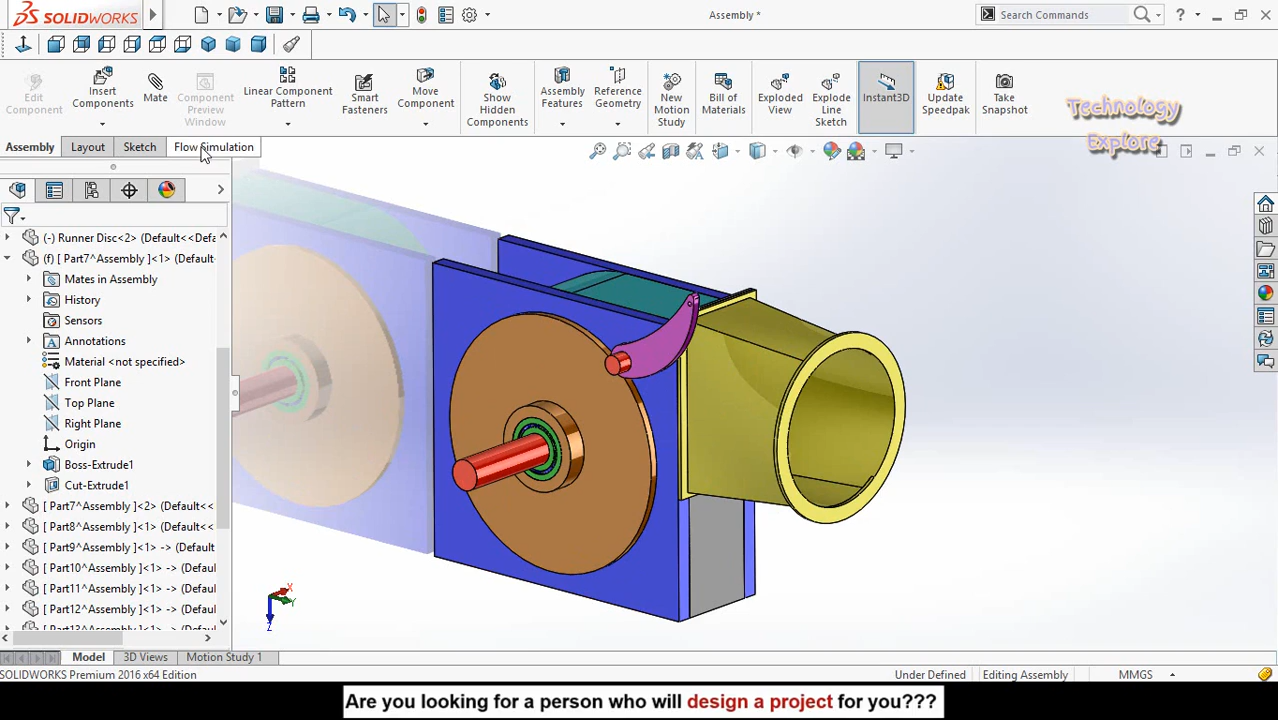 SOLIDWORKS
Assembly *
Search Commands
Edit Component
Insert Components
Mate
Component Preview Window
Linear Component Pattern
Smart Fasteners
Move Component
Show Hidden Components
Assembly Features
Reference Geometry
New Motion Study
Bill of Materials
Exploded View
Explode Line Sketch
Instant3D
Update Speedpak
Take Snapshot
Technology
Explore
Assembly
Layout
Sketch
Flow Simulation
(-) Runner Disc<2> (Default<<Defa
(f) [ Part7^Assembly ]<1> (Default
Mates in Assembly
History
Sensors
Annotations
Material <not specified>
Front Plane
Top Plane
Right Plane
Origin
Boss-Extrude1
Cut-Extrude1
[ Part7^Assembly ]<2> (Default<<
[ Part8^Assembly ]<1> (Default<<
[ Part9^Assembly ]<1> -> (Default
[ Part10^Assembly ]<1> -> (Defaul
[ Part11^Assembly ]<1> -> (Defaul
[ Part12^Assembly ]<1> -> (Defaul
[ Part13^Assembly ]<1> -> (Defaul
X
Y
Z
Model
3D Views
Motion Study 1
SOLIDWORKS Premium 2016 x64 Edition
Under Defined
Editing Assembly
MMGS
Are you looking for a person who will design a project for you???